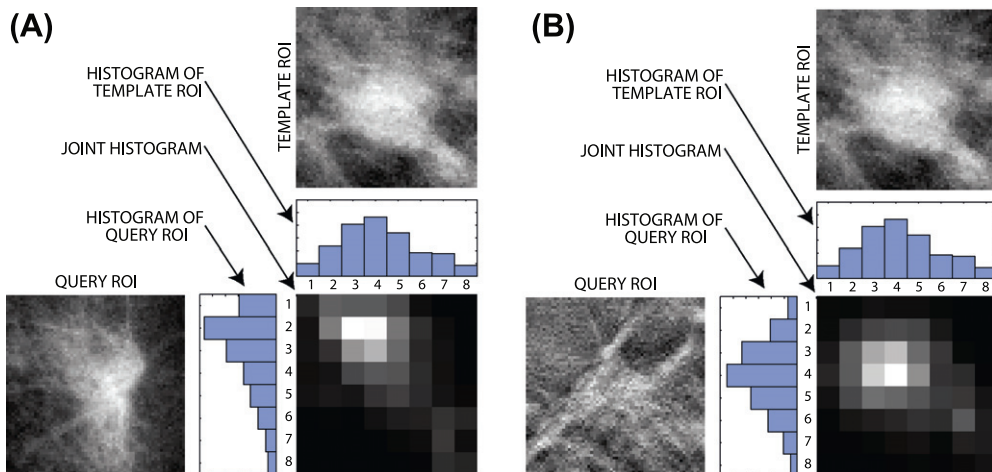 (A)
HISTOGRAM OF
TEMPLATE ROI
TEMPLATE ROI
JOINT HISTOGRAM
HISTOGRAM OF
QUERY ROI
1 2 3 4 5 6 7 8
QUERY ROI
1
2
3
4
5
6
7
8
(B)
HISTOGRAM OF
TEMPLATE ROI
TEMPLATE ROI
JOINT HISTOGRAM
HISTOGRAM OF
QUERY ROI
1 2 3 4 5 6 7 8
QUERY ROI
1
2
3
4
5
6
7
8